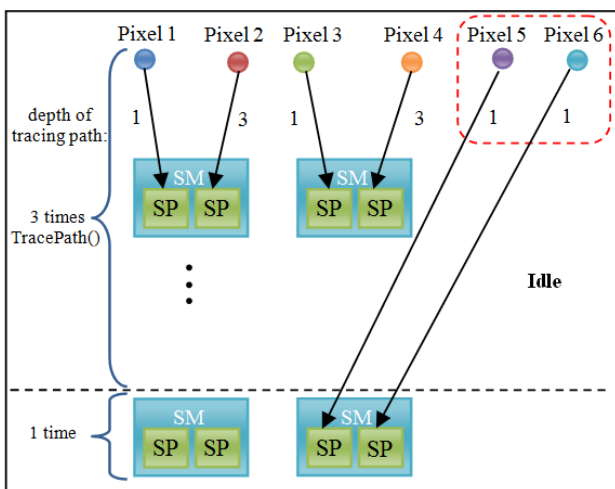 Pixel 1 Pixel 2 Pixel 3 Pixel 4 Pixel 5 Pixel 6
depth of
tracing path:
1 3 1 3 1 1
SM SM
SP SP SP SP
3 times
TracePath()
Idle
SM SM
1 time
SP SP SP SP